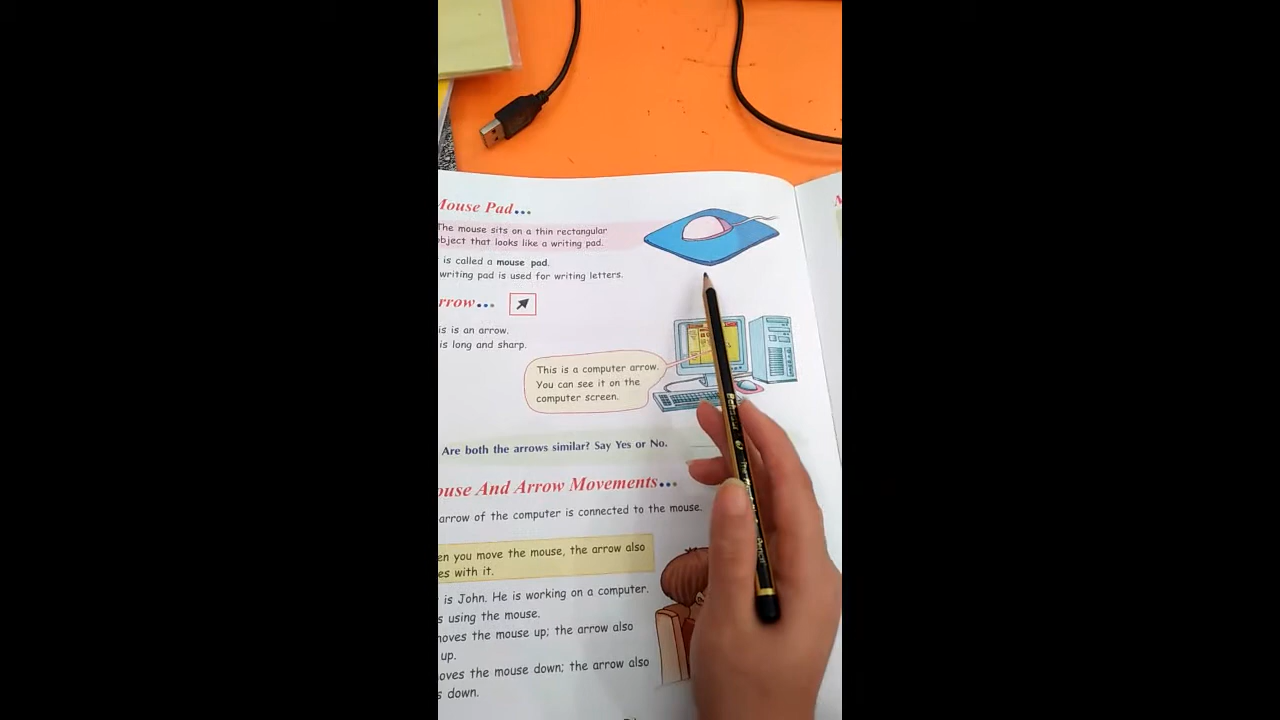 Mouse Pad...
The mouse sits on a thin rectangular
object that looks like a writing pad.
is called a mouse pad.
writing pad is used for writing letters.
rrow...
is is an arrow.
is long and sharp.
This is a computer arrow.
You can see it on the
computer screen.
Are both the arrows similar? Say Yes or No.
ouse And Arrow Movements...
arrow of the computer is connected to the mouse.
en you move the mouse, the arrow also
es with it.
is John. He is working on a computer.
s using the mouse.
noves the mouse up; the arrow also
up.
oves the mouse down; the arrow also
s down.